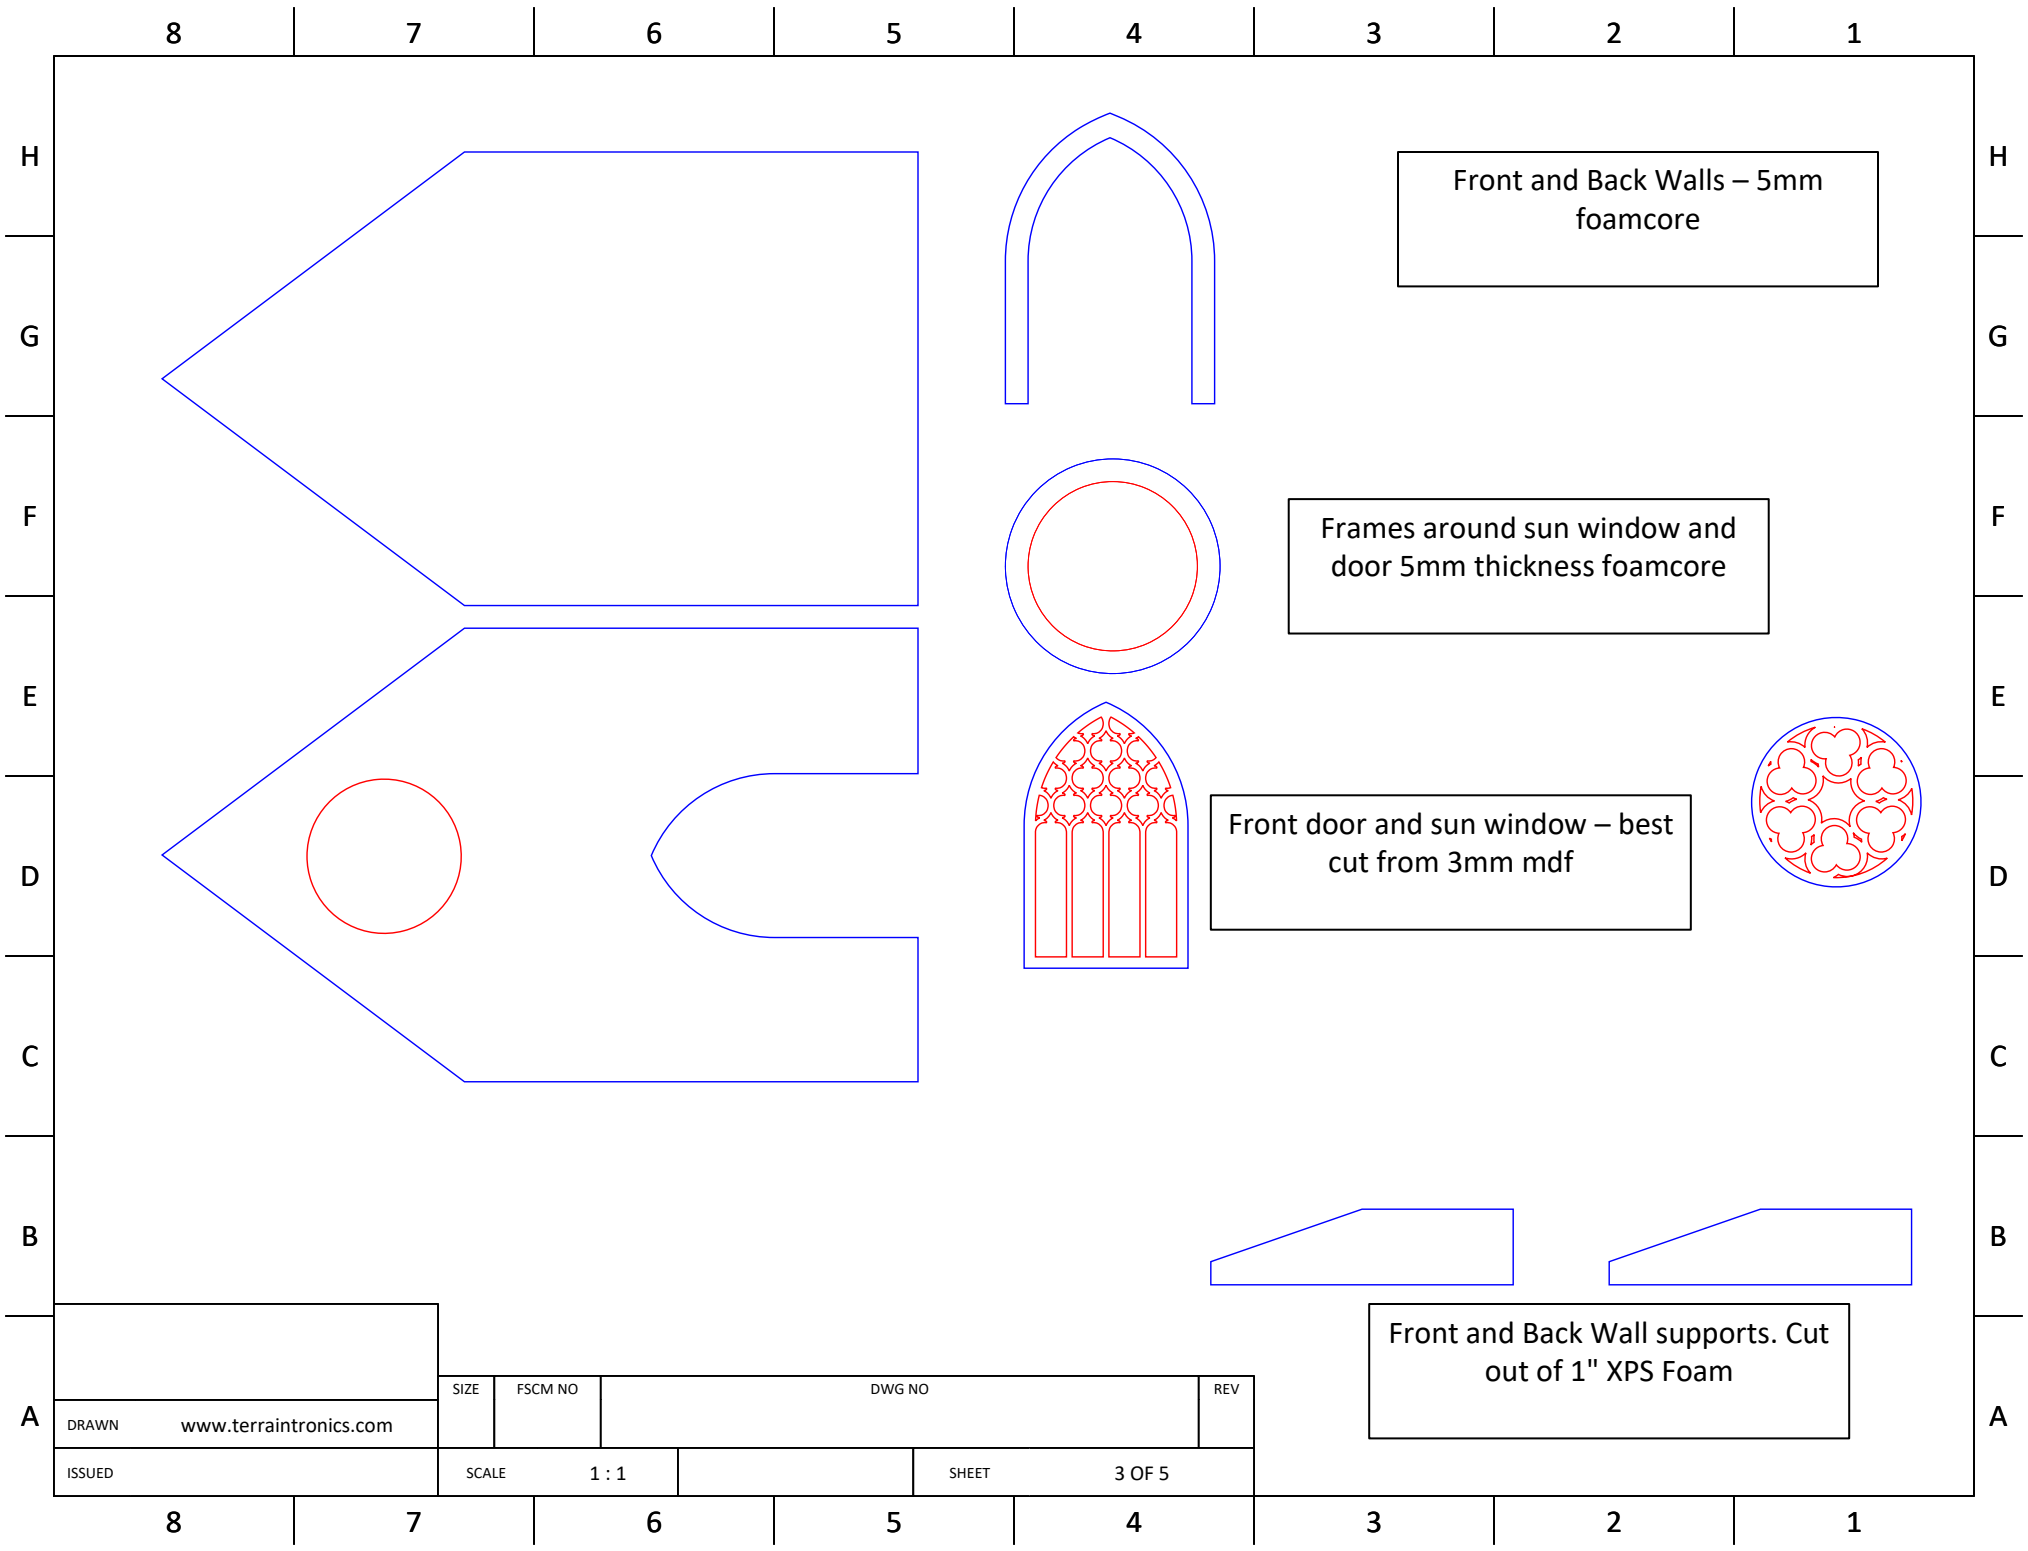 8 7 6 5 4 3 2 1
H H
Front and Back Walls – 5mm
foamcore
G G
F F
Frames around sun window and
door 5mm thickness foamcore
E E
Front door and sun window – best
cut from 3mm mdf
D D
C C
B B
Front and Back Wall supports. Cut
out of 1" XPS Foam
SIZE FSCM NO DWG NO REV
A A
DRAWN www.terraintronics.com
ISSUED SCALE 1 : 1 SHEET 3 OF 5
8 7 6 5 4 3 2 1